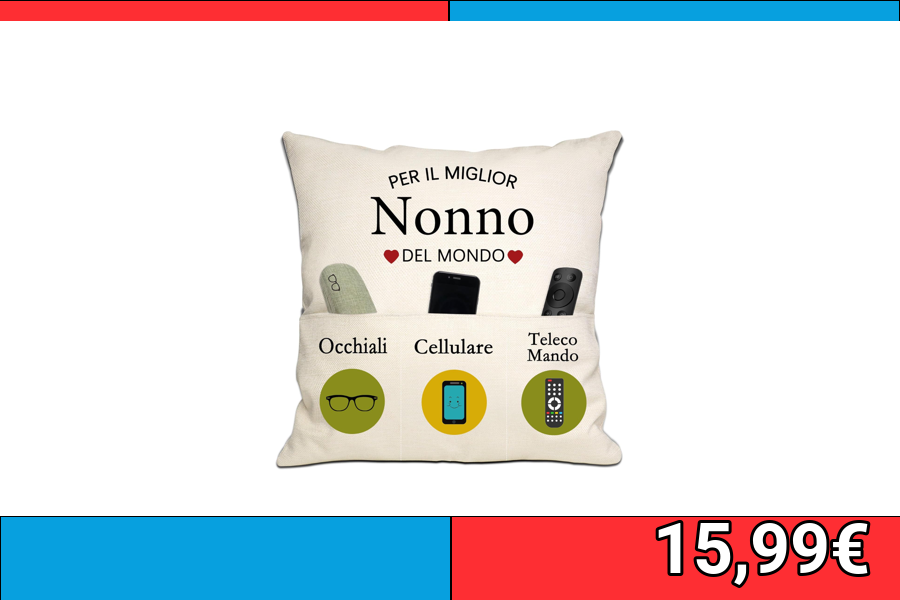 PER IL MIGLIOR
Nonno
DEL MONDO
Occhiali
Cellulare
Teleco
Mando
15,99€